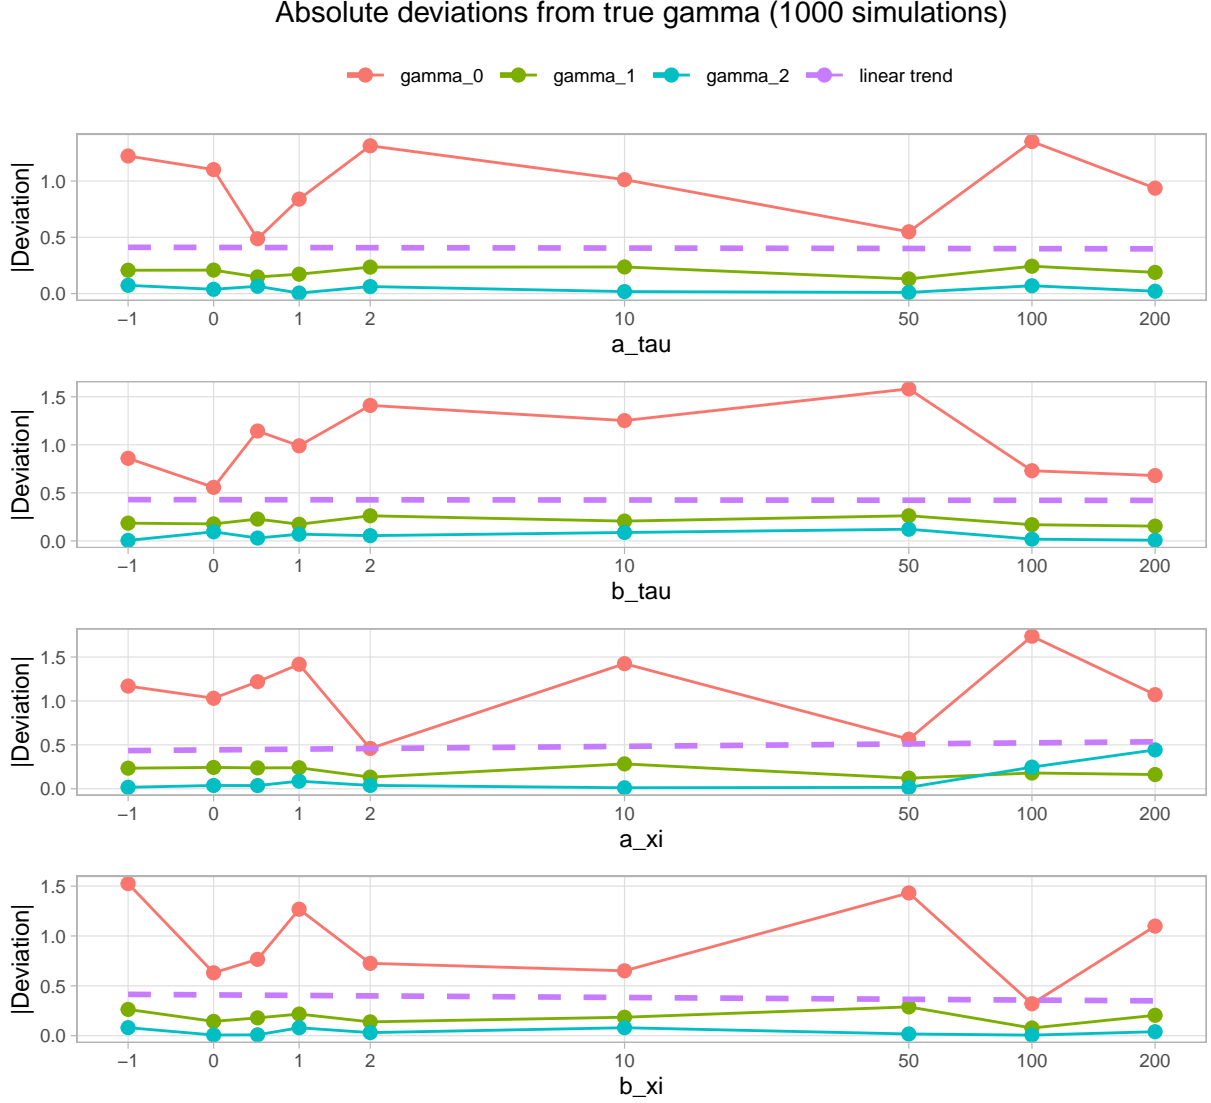 Absolute deviations from true gamma (1000 simulations)
gamma_0 gamma_1 gamma_2 linear trend
1.0
0.5
0.0
|Deviation|
−1 0 1 2 10 50 100 200
a_tau
1.5
1.0
0.5
0.0
|Deviation|
−1 0 1 2 10 50 100 200
b_tau
1.5
1.0
0.5
0.0
|Deviation|
−1 0 1 2 10 50 100 200
a_xi
1.5
1.0
0.5
0.0
|Deviation|
−1 0 1 2 10 50 100 200
b_xi